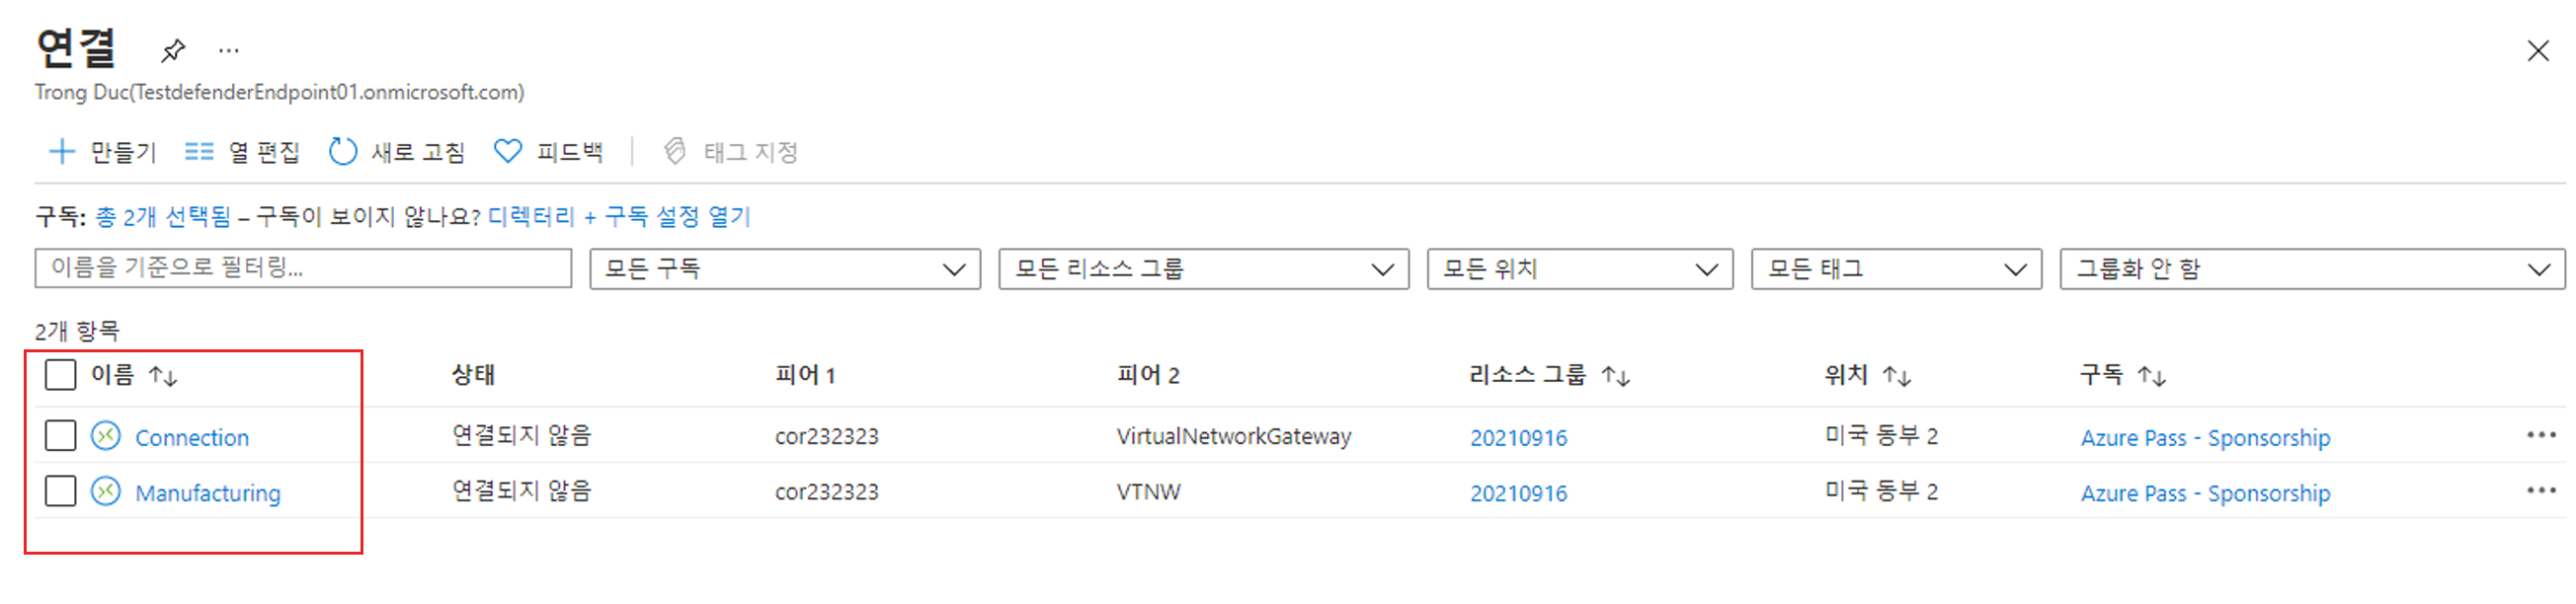 연결
Trong Duc(TestdefenderEndpoint01.onmicrosoft.com)
만들기 열 편집 새로 고침 피드백 태그 지정
구독: 총 2개 선택됨 – 구독이 보이지 않나요? 디렉터리 + 구독 설정 열기
이름을 기준으로 필터링... 모든 구독 모든 리소스 그룹 모든 위치 모든 태그 그룹화 안 함
2개 항목
이름 상태 피어 1 피어 2 리소스 그룹 위치 구독
Connection 연결되지 않음 cor232323 VirtualNetworkGateway 20210916 미국 동부 2 Azure Pass - Sponsorship
Manufacturing 연결되지 않음 cor232323 VTNW 20210916 미국 동부 2 Azure Pass - Sponsorship